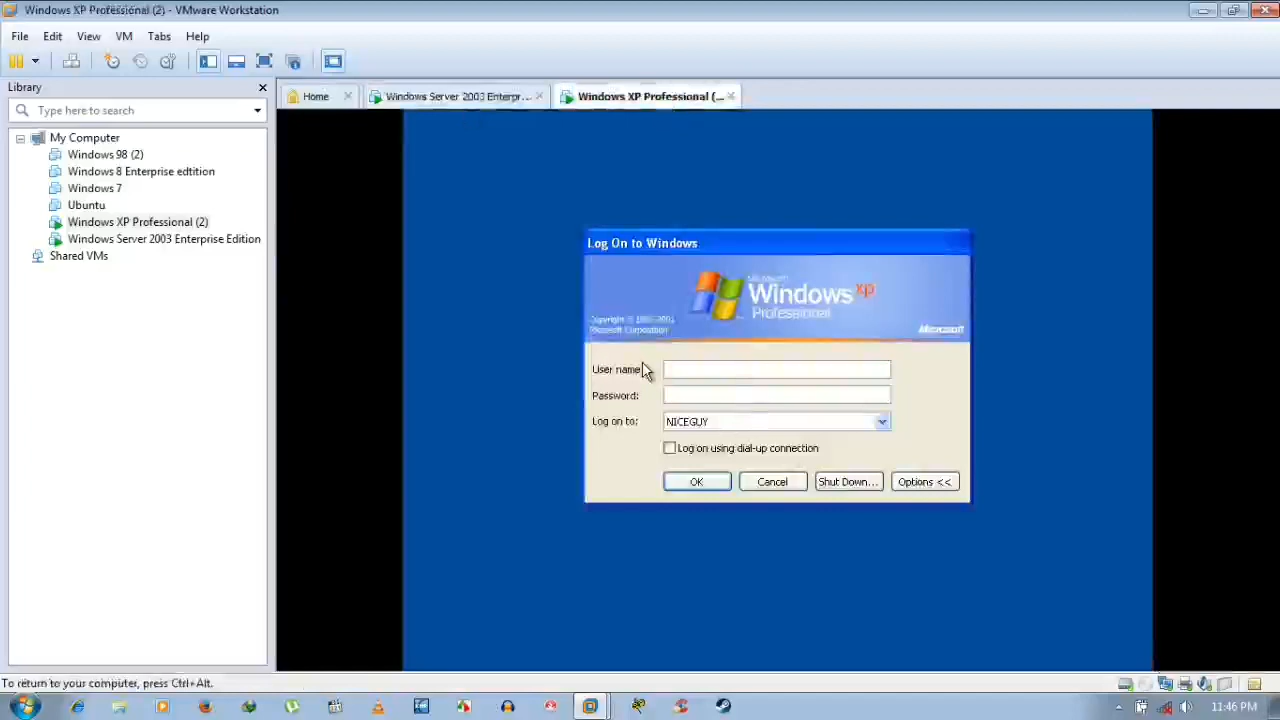 Windows XP Professional (2) - VMware Workstation
File Edit View VM Tabs Help
Library
Type here to search
My Computer
Windows 98 (2)
Windows 8 Enterprise edtition
Windows 7
Ubuntu
Windows XP Professional (2)
Windows Server 2003 Enterprise Edition
Shared VMs
Home
Windows Server 2003 Enterpr...
Windows XP Professional (...
Log On to Windows
Microsoft
Windows xp
Professional
Copyright ©
Microsoft Corporation
Microsoft
User name
Password:
Log on to:
NICEGUY
Log on using dial-up connection
OK
Cancel
Shut Down...
Options <<
To return to your computer, press Ctrl+Alt.
11:46 PM